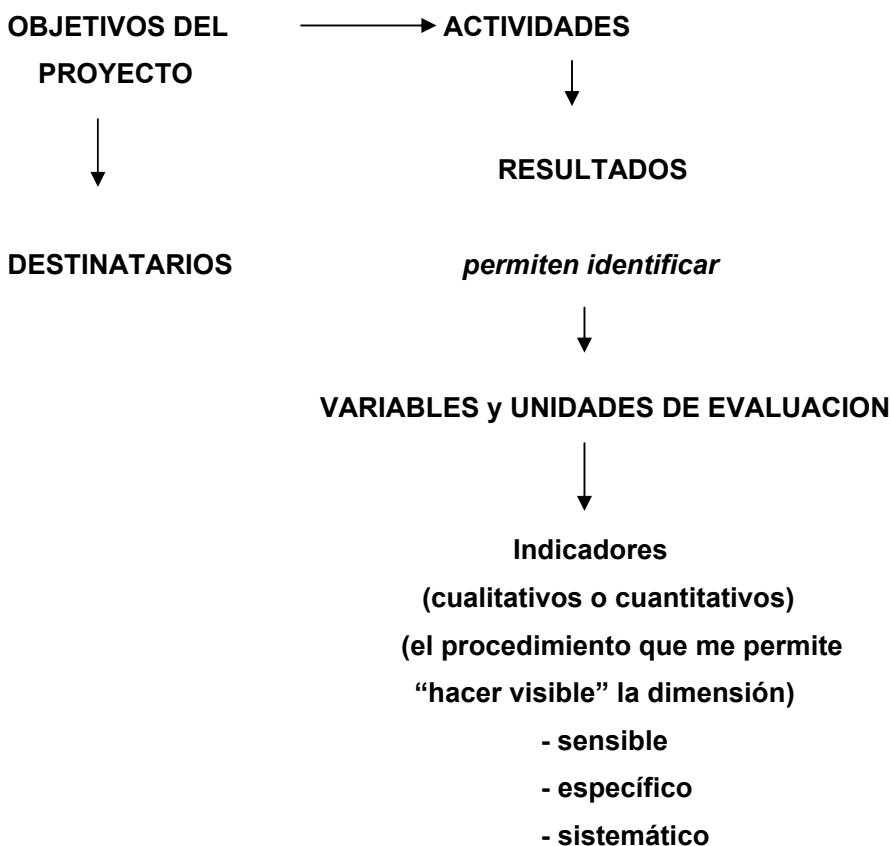 OBJETIVOS DEL
PROYECTO
ACTIVIDADES
RESULTADOS
DESTINATARIOS
permiten identificar
VARIABLES y UNIDADES DE EVALUACION
Indicadores
(cualitativos o cuantitativos)
(el procedimiento que me permite
“hacer visible” la dimensión)
- sensible
- específico
- sistemático